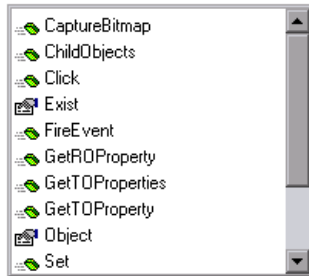 CaptureBitmap
ChildObjects
Click
Exist
FireEvent
GetROProperty
GetTOProperties
GetTOProperty
Object
Set